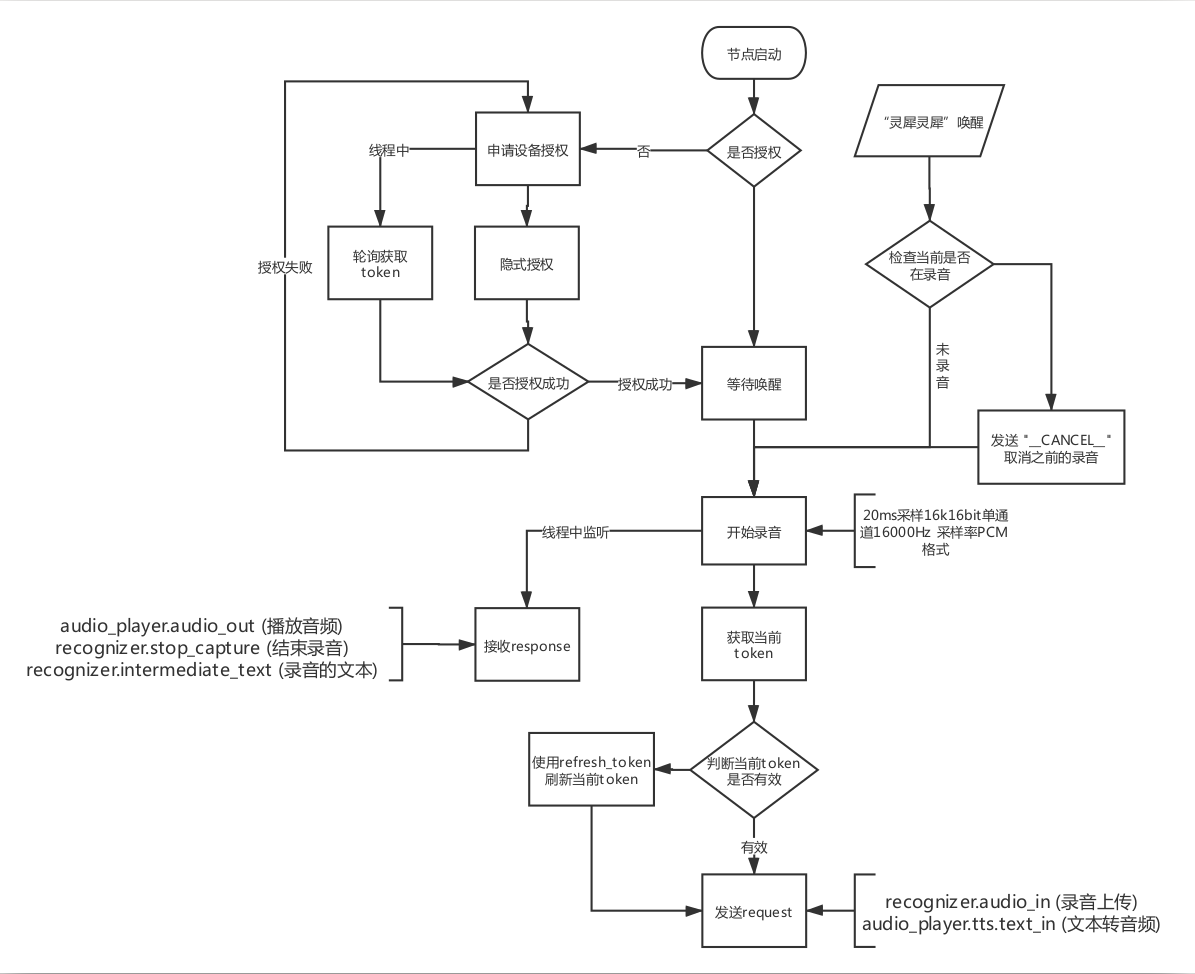 节点启动
“灵犀灵犀”唤醒
是否授权
否
申请设备授权
线程中
轮询获取
token
隐式授权
授权失败
检查当前是否
在录音
未
录
音
是否授权成功
授权成功
等待唤醒
发送 "__CANCEL__"
取消之前的录音
开始录音
20ms采样16k16bit单通
道16000Hz 采样率PCM
格式
线程中监听
接收response
audio_player.audio_out (播放音频)
recognizer.stop_capture (结束录音)
recognizer.intermediate_text (录音的文本)
获取当前
token
判断当前token
是否有效
使用refresh_token
刷新当前token
有效
发送request
recognizer.audio_in (录音上传)
audio_player.tts.text_in (文本转音频)